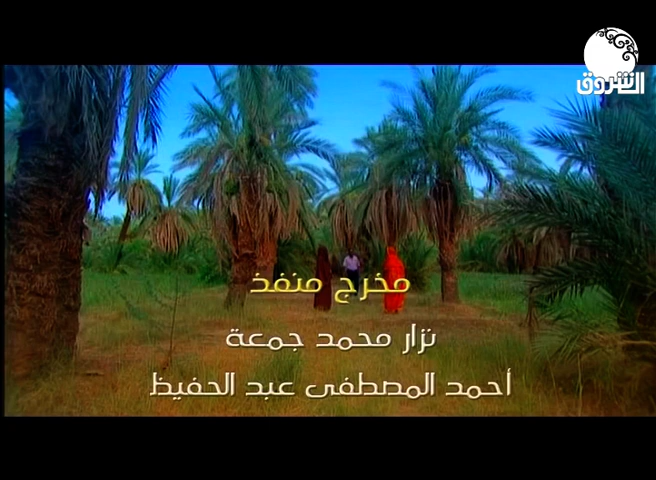 الشروق
مخرج منفذ
نزار محمد جمعة
أحمد المصطفى عبد الحفيظ